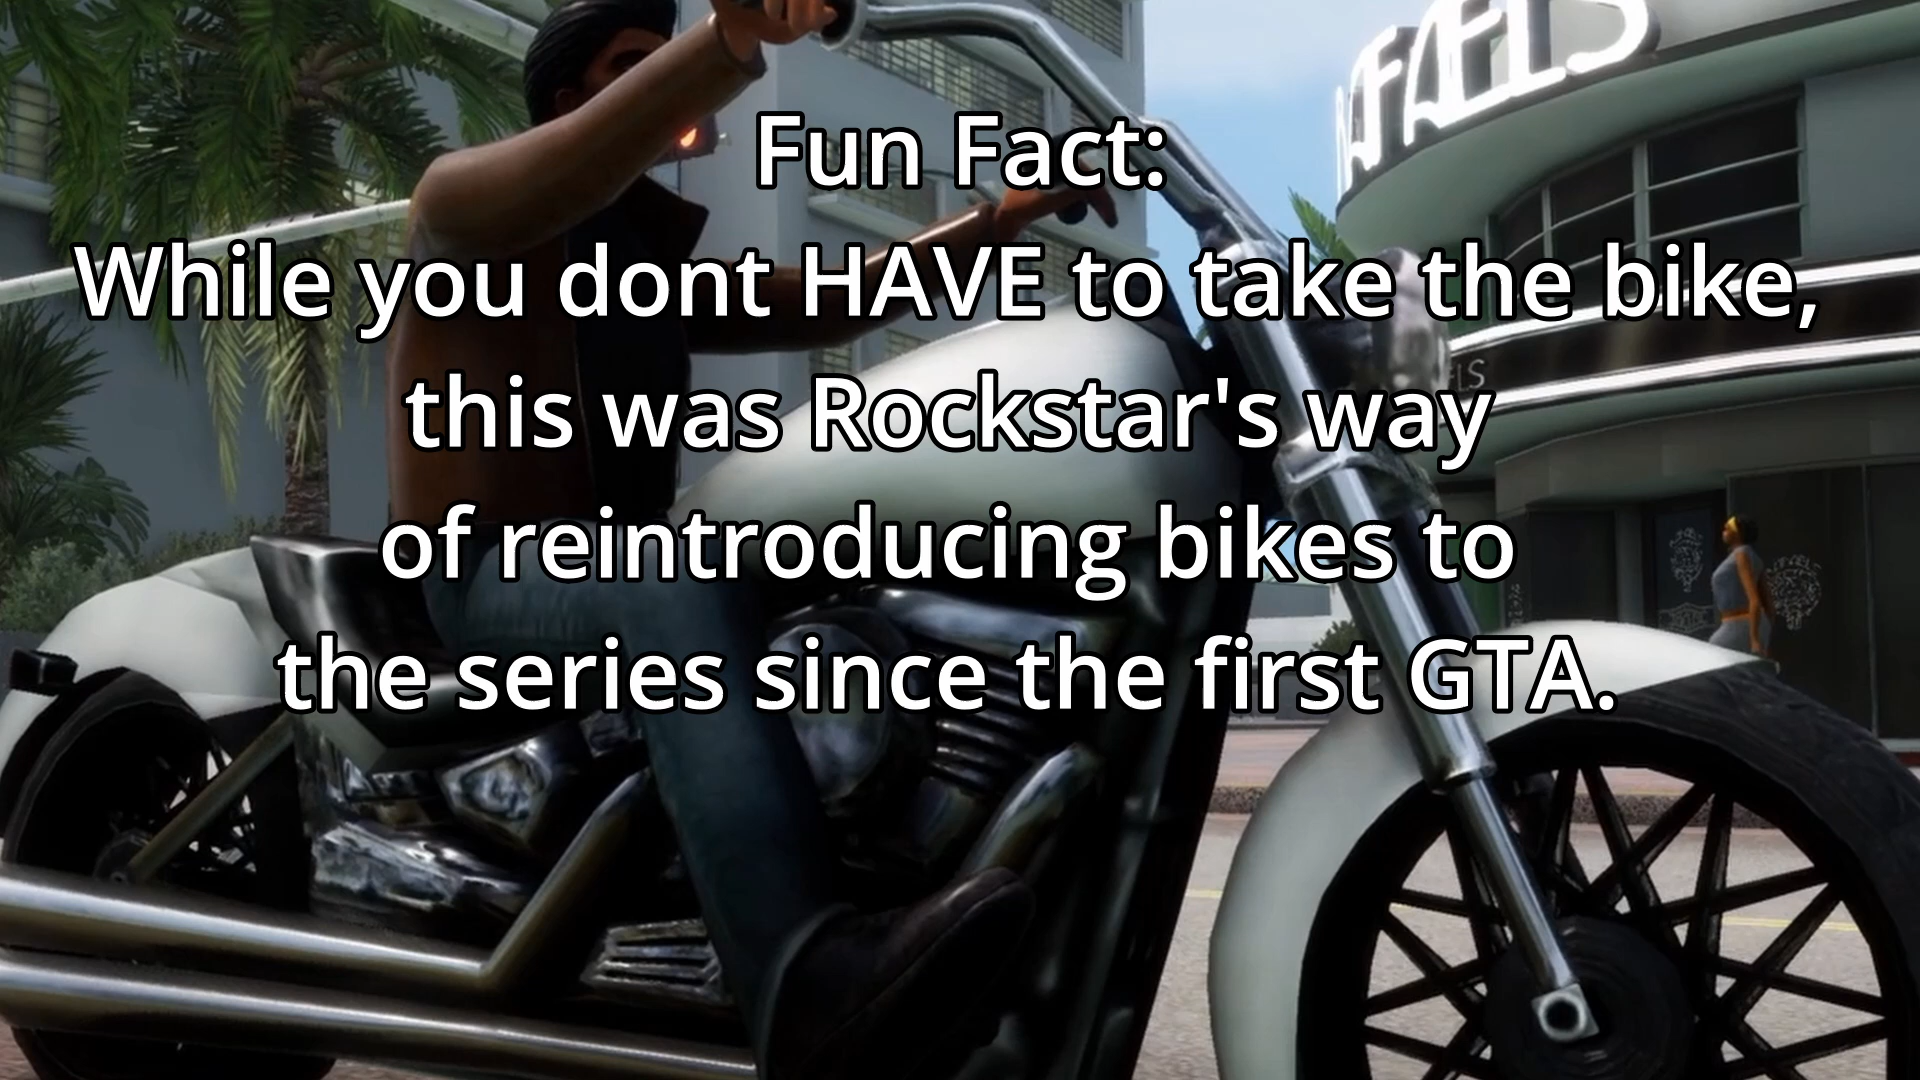 RAFAELS
Fun Fact:
While you dont HAVE to take the bike,
this was Rockstar's way
of reintroducing bikes to
the series since the first GTA.